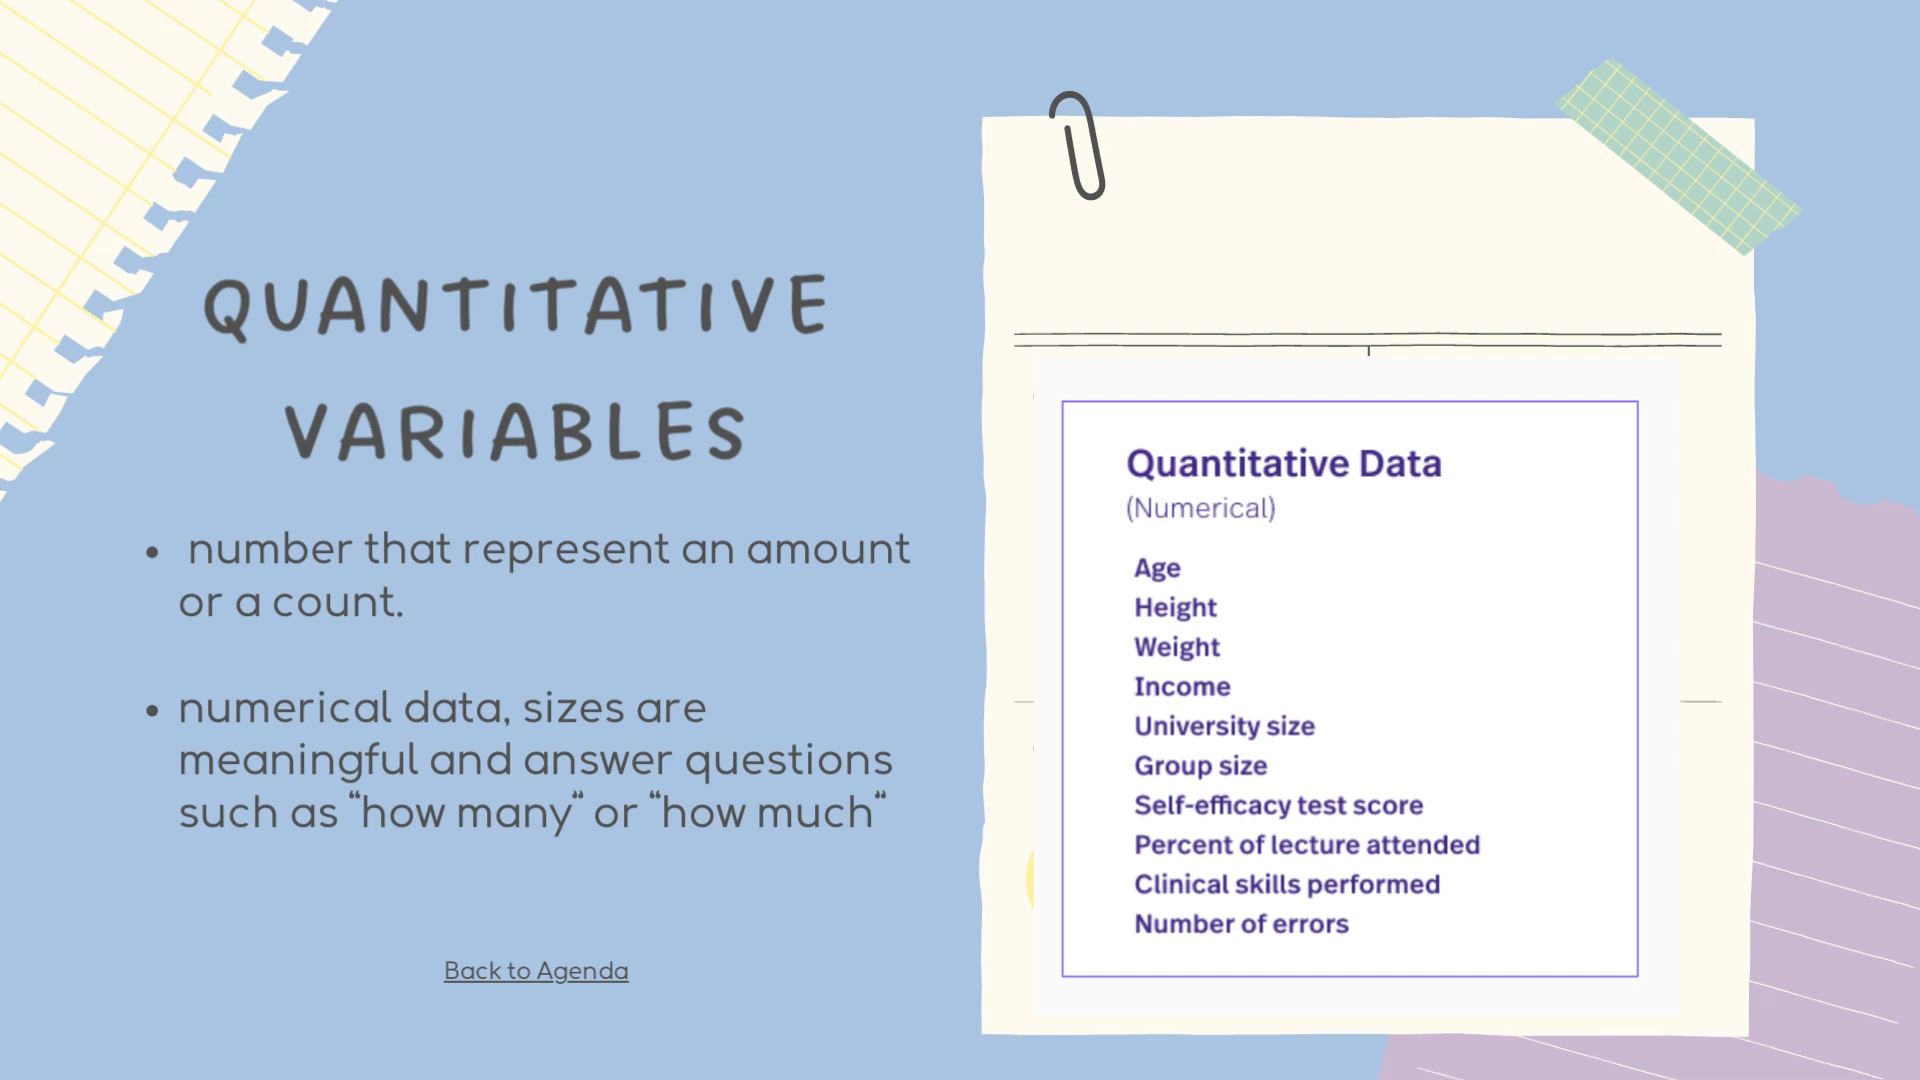 QUANTITATIVE
VARIABLES
• number that represent an amount
or a count.
• numerical data, sizes are
meaningful and answer questions
such as “how many” or “how much”
Back to Agenda
Quantitative Data
(Numerical)
Age
Height
Weight
Income
University size
Group size
Self-efficacy test score
Percent of lecture attended
Clinical skills performed
Number of errors